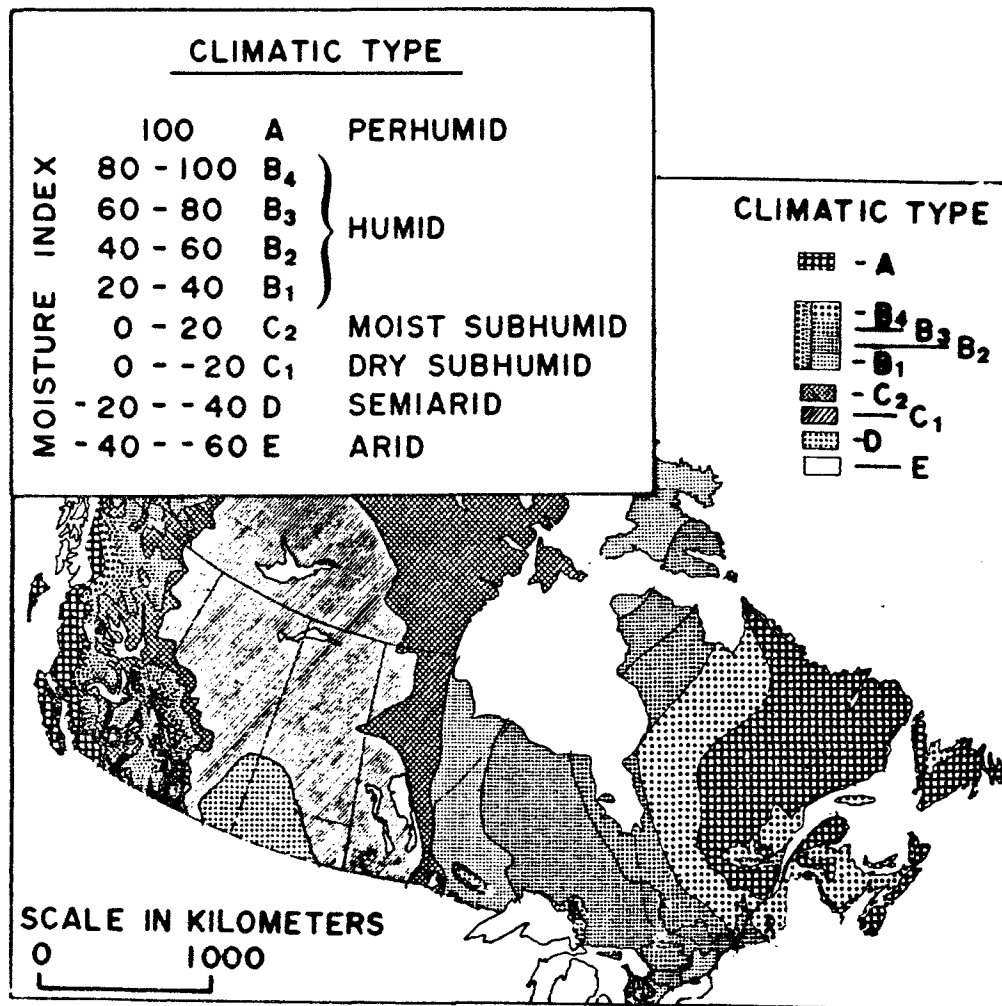 CLIMATIC TYPE
MOISTURE INDEX
100 A PERHUMID
80 - 100 B₄
60 - 80 B₃
HUMID
40 - 60 B₂
20 - 40 B₁
0 - 20 C₂ MOIST SUBHUMID
0 - -20 C₁ DRY SUBHUMID
-20 - -40 D SEMIARID
-40 - -60 E ARID
CLIMATIC TYPE
- A
- B₄
B₃
B₂
- B₁
- C₂
C₁
-D
E
SCALE IN KILOMETERS
0 1000